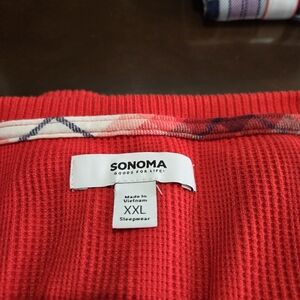 SONOMA
GOODS FOR LIFE
Made in
Vietnam
XXL
Sleepwear